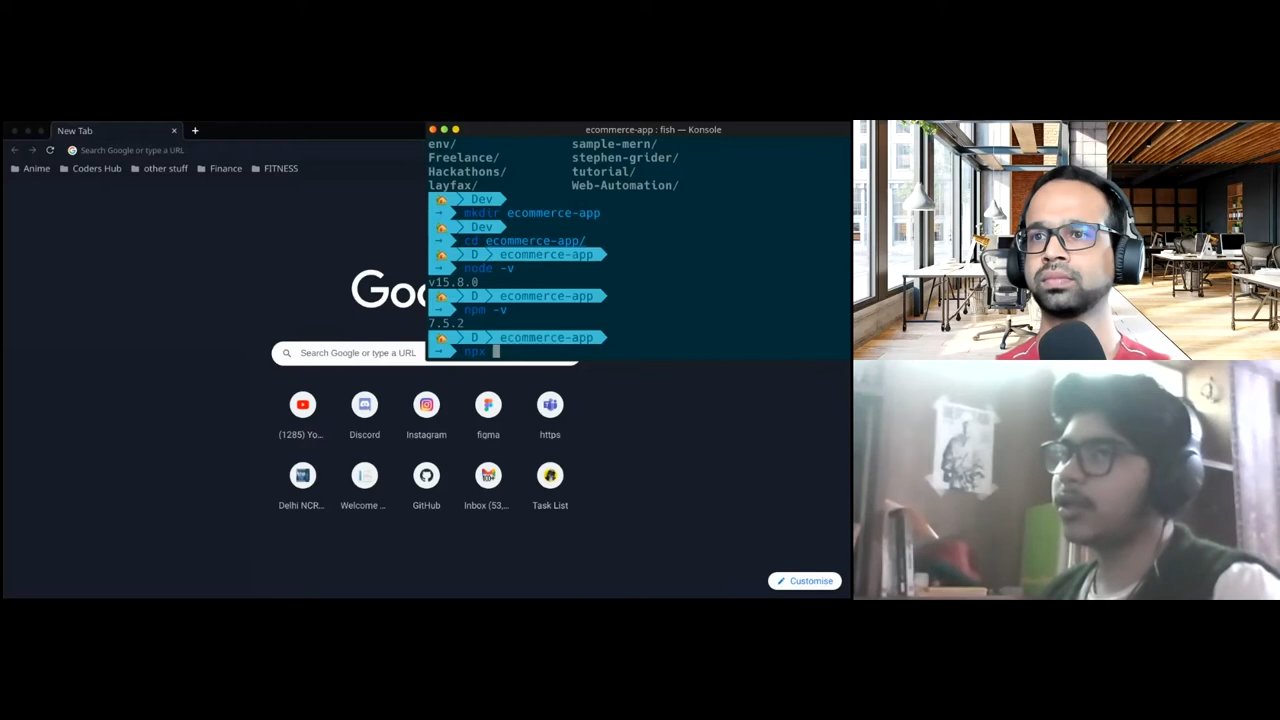 New Tab
Search Google or type a URL
Anime
Coders Hub
other stuff
Finance
FITNESS
Goo
Search Google or type a URL
(1285) Yo...
Discord
Instagram
figma
https
Delhi NCR...
Welcome ...
GitHub
Inbox (53,...
Task List
Customise
ecommerce-app : fish — Konsole
env/ sample-mern/
Freelance/ stephen-grider/
Hackathons/ tutorial/
layfax/ Web-Automation/
Dev
→ mkdir ecommerce-app
Dev
→ cd ecommerce-app/
D ecommerce-app
→ node -v
v15.8.0
D ecommerce-app
→ npm -v
7.5.2
D ecommerce-app
→ npx